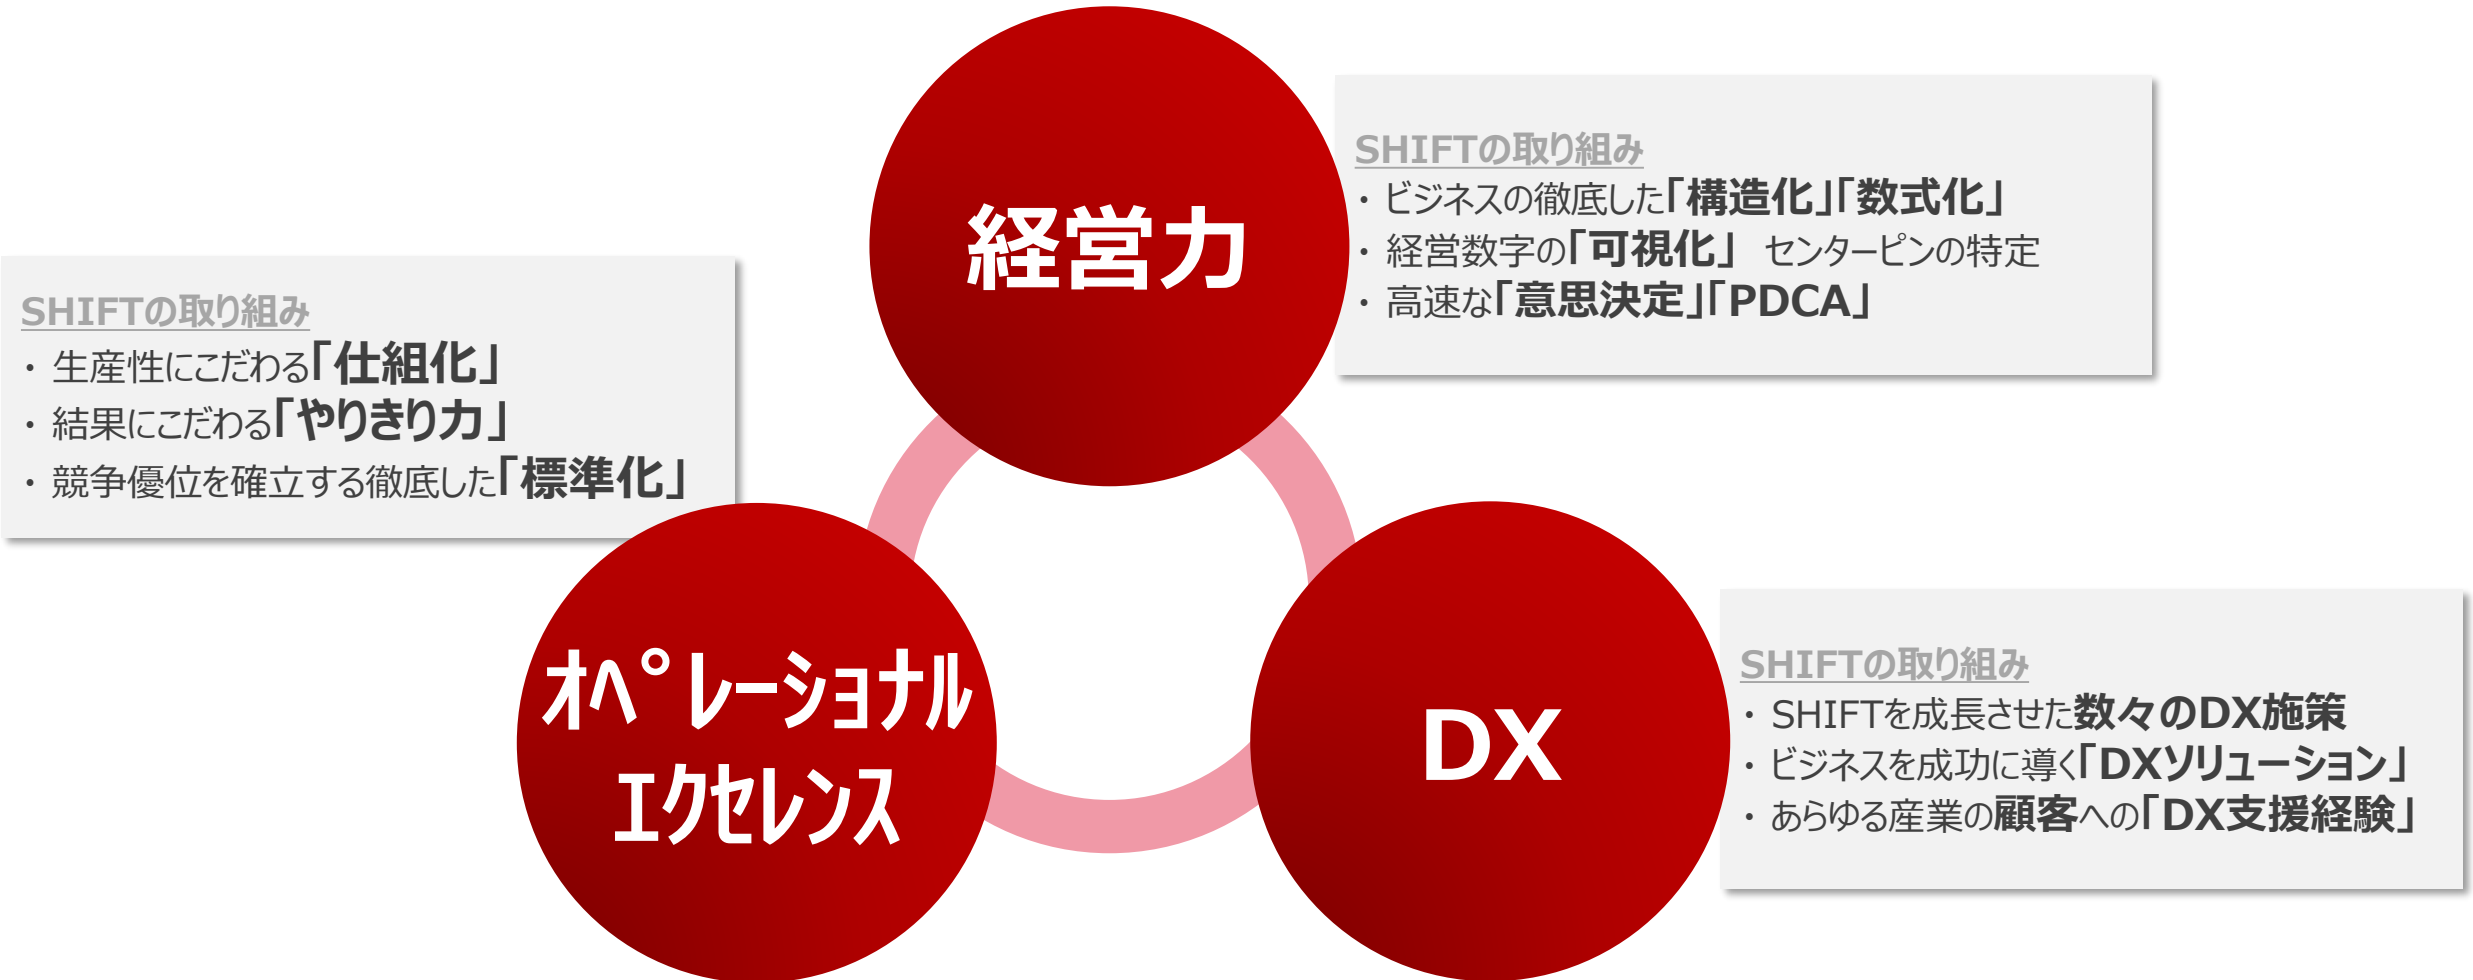 経営力
SHIFTの取り組み
・ビジネスの徹底した「構造化」「数式化」
・経営数字の「可視化」 センターピンの特定
・高速な「意思決定」「PDCA」
SHIFTの取り組み
・生産性にこだわる「仕組化」
・結果にこだわる「やりきり力」
・競争優位を確立する徹底した「標準化」
ｵﾍﾟﾚｰｼｮﾅﾙ
ｴｸｾﾚﾝｽ
DX
SHIFTの取り組み
・SHIFTを成長させた数々のDX施策
・ビジネスを成功に導く「DXソリューション」
・あらゆる産業の顧客への「DX支援経験」